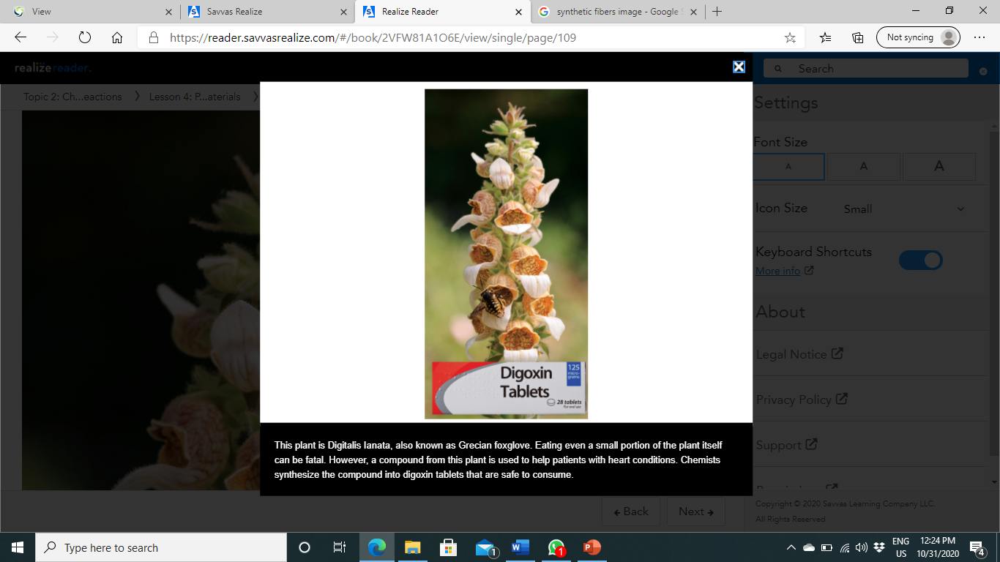 View
Savvas Realize
Realize Reader
synthetic fibers image - Google S
https://reader.savvasrealize.com/#/book/2VFW81A1O6E/view/single/page/109
Not syncing
realizereader.
Search
Topic 2: Ch...eactions
Lesson 4: P...aterials
Settings
Font Size
A
A
A
Icon Size
Small
Keyboard Shortcuts
More info
About
Legal Notice
Privacy Policy
Support
Digoxin
Tablets
125
micro-
grams
28 tablets
For oral use
This plant is Digitalis lanata, also known as Grecian foxglove. Eating even a small portion of the plant itself
can be fatal. However, a compound from this plant is used to help patients with heart conditions. Chemists
synthesize the compound into digoxin tablets that are safe to consume.
Back
Next
Copyright © 2020 Savvas Learning Company LLC.
All Rights Reserved
Type here to search
1
1
ENG
US
12:24 PM
10/31/2020
4